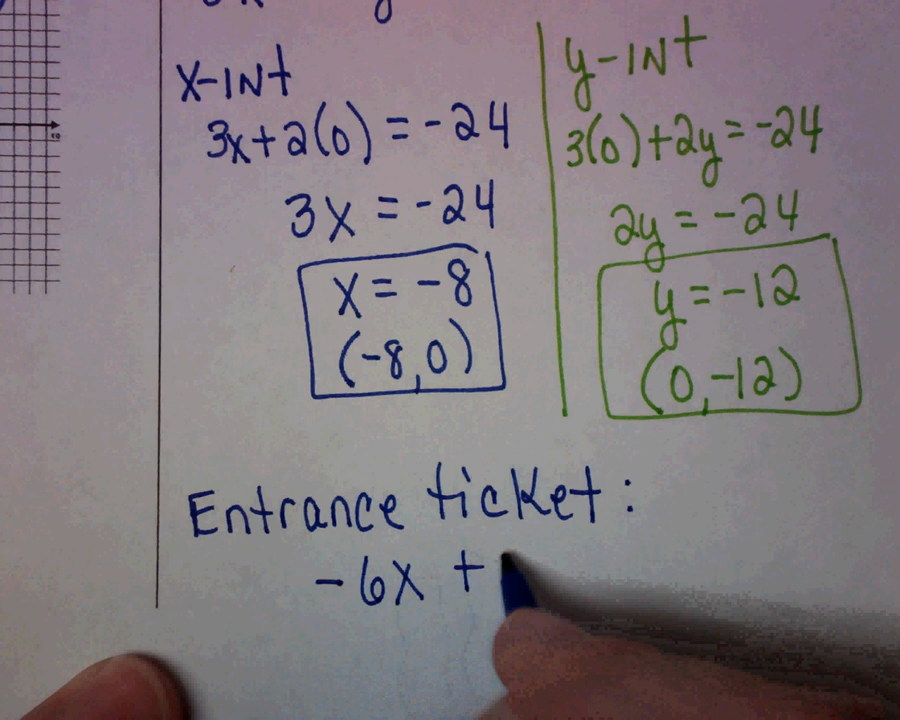 x-int
3x+2(0) = -24
3x = -24
x = -8
(-8,0)
y-int
3(0)+2y = -24
2y = -24
y = -12
(0,-12)
Entrance ticket:
-6x +